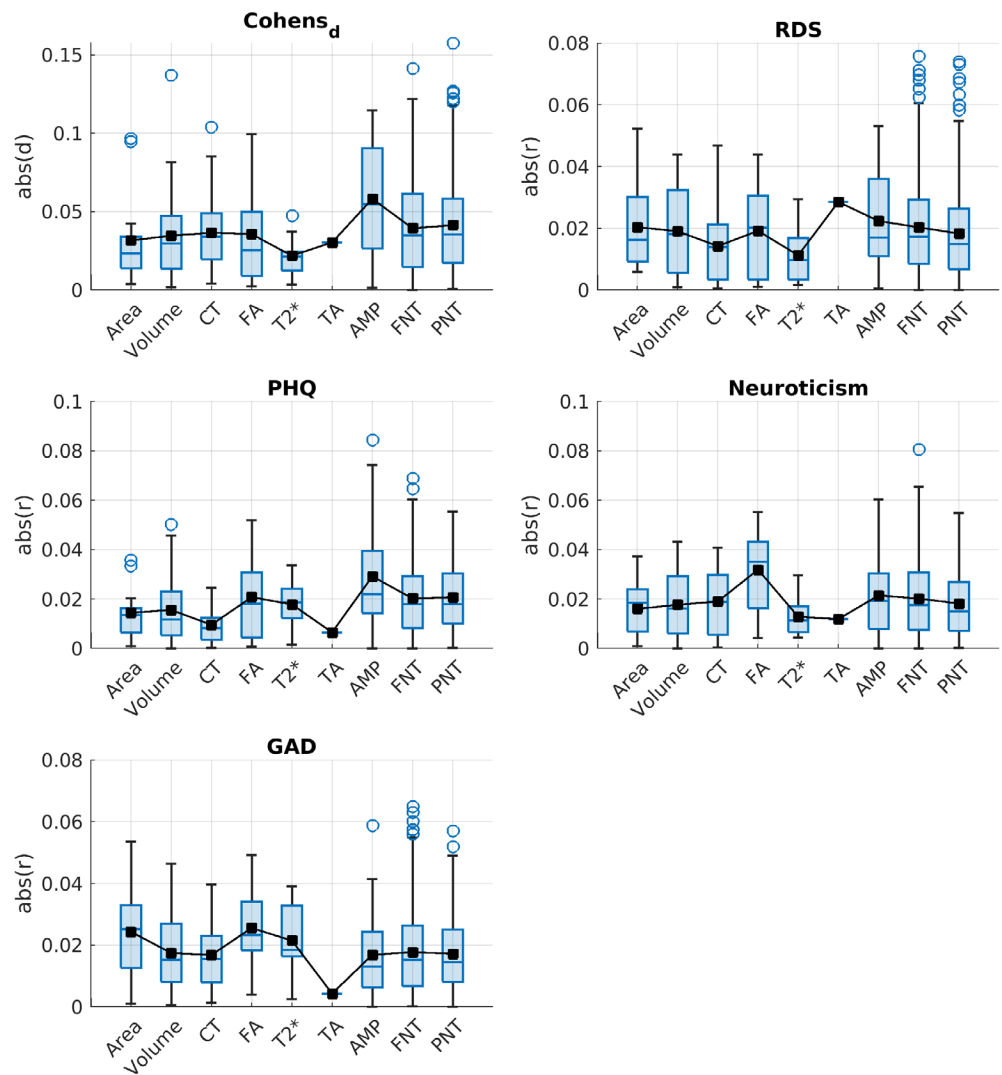 Cohens_d
abs(d)
0.15
0.1
0.05
0
Area Volume CT FA T2* TA AMP FNT PNT
RDS
abs(r)
0.08
0.06
0.04
0.02
0
Area Volume CT FA T2* TA AMP FNT PNT
PHQ
abs(r)
0.1
0.08
0.06
0.04
0.02
0
Area Volume CT FA T2* TA AMP FNT PNT
Neuroticism
abs(r)
0.1
0.08
0.06
0.04
0.02
0
Area Volume CT FA T2* TA AMP FNT PNT
GAD
abs(r)
0.08
0.06
0.04
0.02
0
Area Volume CT FA T2* TA AMP FNT PNT